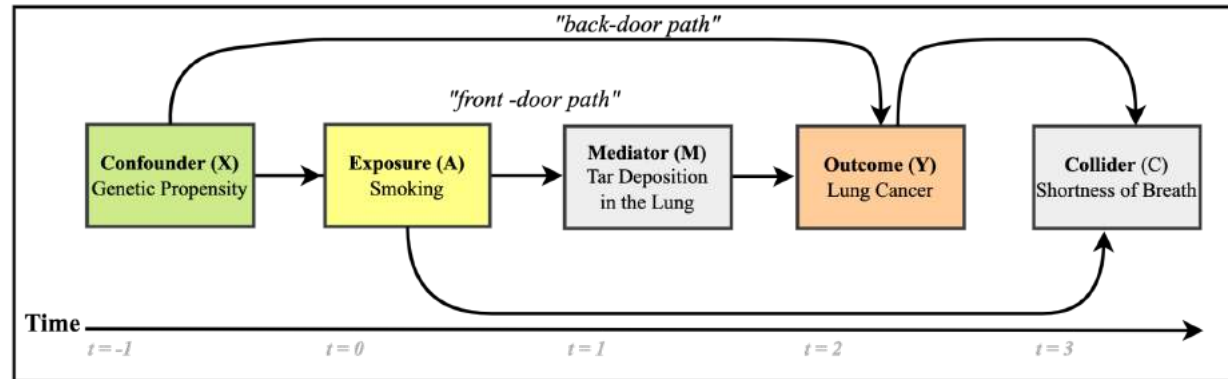 "back-door path"
"front -door path"
Confounder (X)
Genetic Propensity
Exposure (A)
Smoking
Mediator (M)
Tar Deposition
in the Lung
Outcome (Y)
Lung Cancer
Collider (C)
Shortness of Breath
Time
t = -1
t = 0
t = 1
t = 2
t = 3